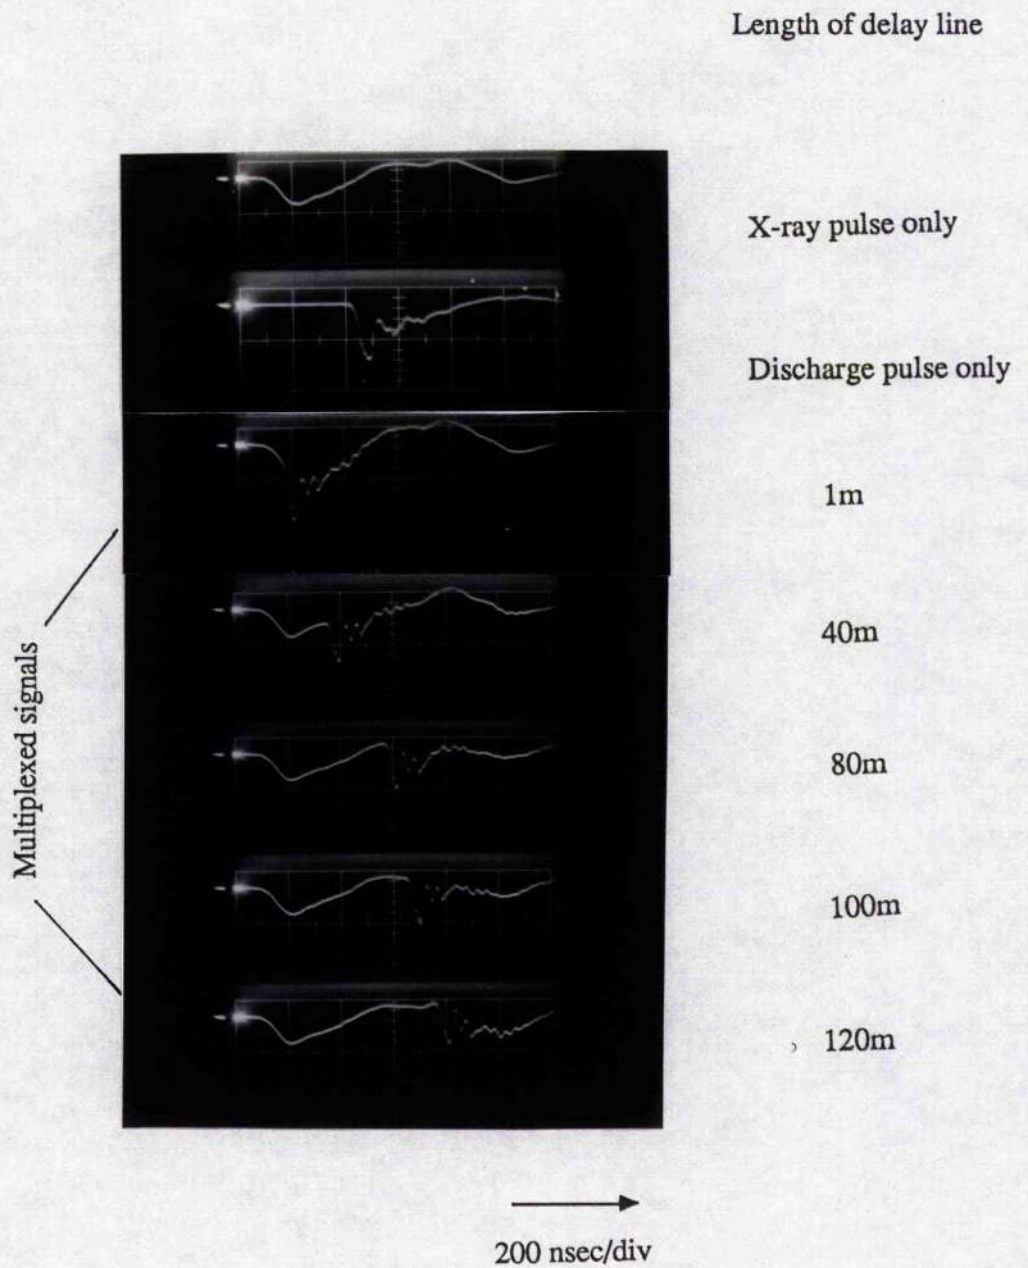 Length of delay line
X-ray pulse only
Discharge pulse only
1m
Multiplexed signals
40m
80m
100m
120m
200 nsec/div